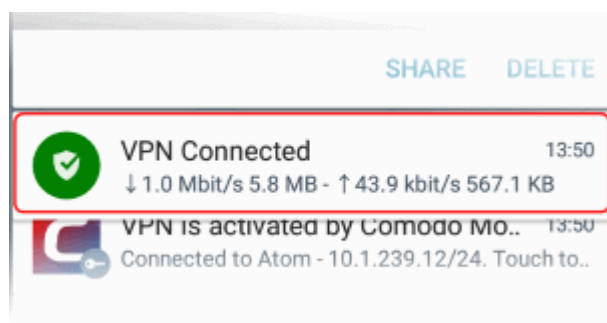 SHARE DELETE
VPN Connected 13:50
↓ 1.0 Mbit/s 5.8 MB - ↑ 43.9 kbit/s 567.1 KB
VPN is activated by Comodo Mo.. 13:50
Connected to Atom - 10.1.239.12/24. Touch to..